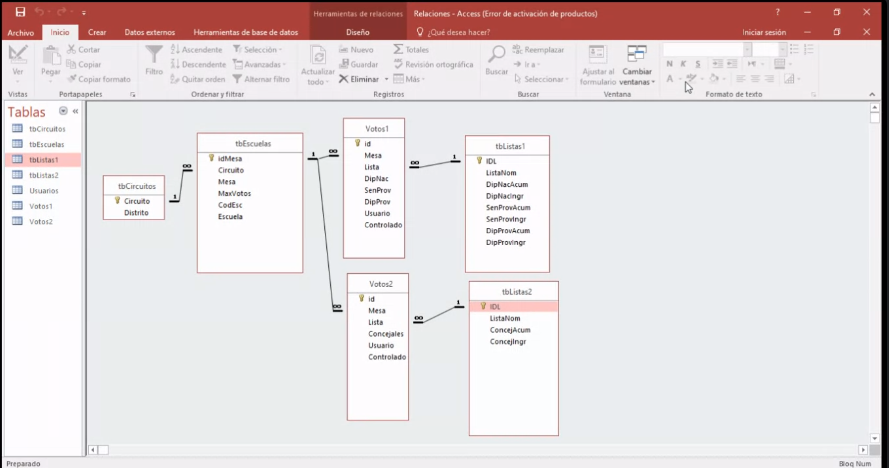 Herramientas de relaciones
Relaciones - Access (Error de activación de productos)
?
Archivo Inicio Crear Datos externos Herramientas de base de datos Diseño ¿Qué desea hacer? Iniciar sesión
Ver
Pegar
Cortar
Copiar
Copiar formato
Filtro
Ascendente
Descendente
Quitar orden
Selección
Avanzadas
Alternar filtro
Actualizar todo
Nuevo
Guardar
Eliminar
Totales
Revisión ortográfica
Más
Buscar
Reemplazar
Ir a
Seleccionar
Ajustar al formulario
Cambiar ventanas
N K S
A
Vistas Portapapeles Ordenar y filtrar Registros Buscar Ventana Formato de texto
Tablas
tbCircuitos
tbEscuelas
tbListas1
tbListas2
Usuarios
Votos1
Votos2
tbCircuitos
Circuito
Distrito
1
∞
tbEscuelas
idMesa
Circuito
Mesa
MaxVotos
CodEsc
Escuela
1
∞
∞
Votos1
id
Mesa
Lista
DipNac
SenProv
DipProv
Usuario
Controlado
∞
1
tbListas1
IDL
ListaNom
DipNacAcum
DipNacIngr
SenProvAcum
SenProvIngr
DipProvAcum
DipProvIngr
Votos2
id
Mesa
Lista
Concejales
Usuario
Controlado
∞
1
tbListas2
IDL
ListaNom
ConcejAcum
ConcejIngr
Preparado
Bloq Num